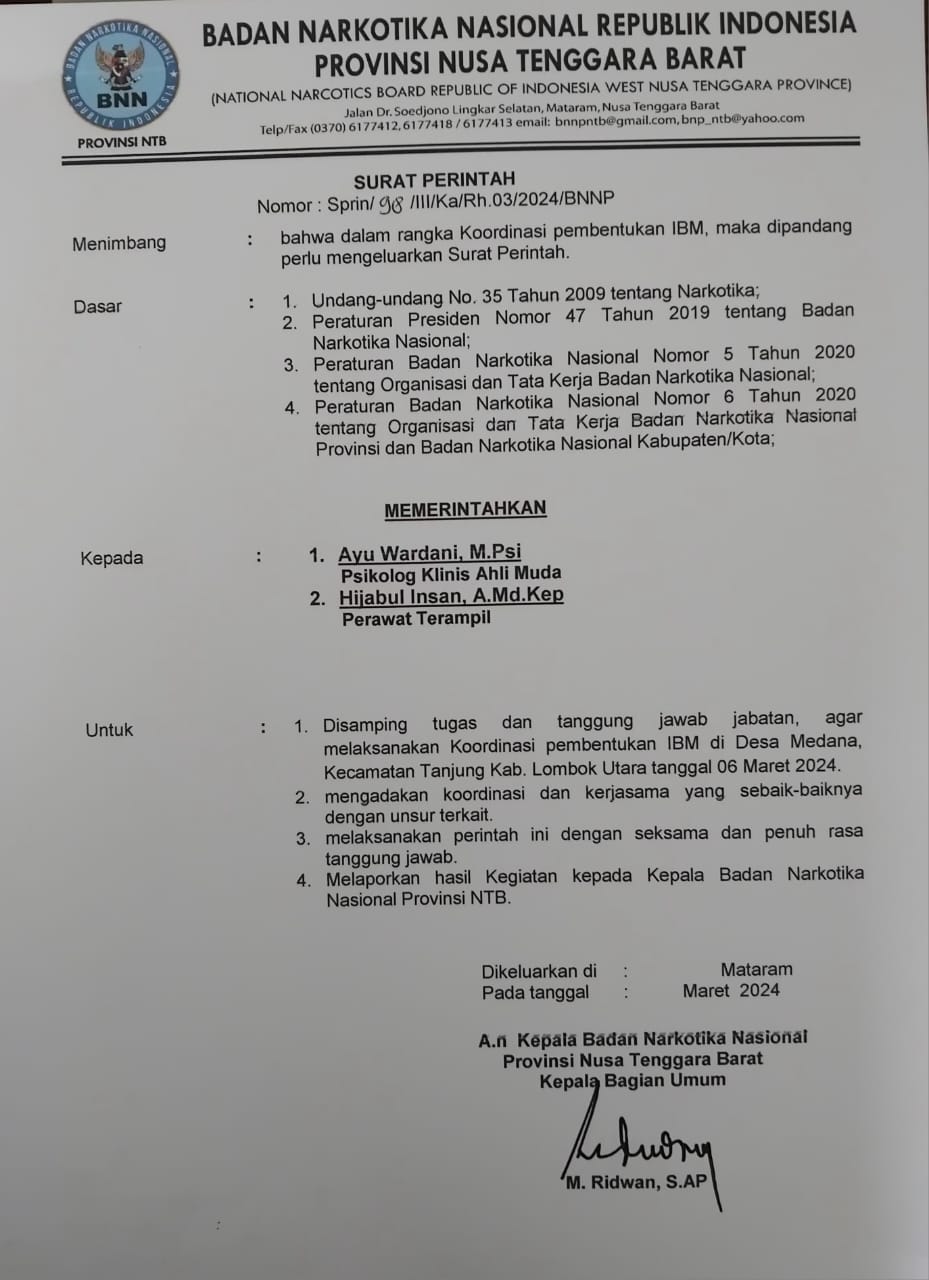 BADAN NARKOTIKA NASIONAL REPUBLIK INDONESIA
PROVINSI NUSA TENGGARA BARAT
(NATIONAL NARCOTICS BOARD REPUBLIC OF INDONESIA WEST NUSA TENGGARA PROVINCE)
Jalan Dr. Soedjono Lingkar Selatan, Mataram, Nusa Tenggara Barat
Telp/Fax (0370) 6177412, 6177418 / 6177413 email: bnnpntb@gmail.com, bnp_ntb@yahoo.com
BADAN NARKOTIKA NASIONAL
BNN
REPUBLIK INDONESIA
PROVINSI NTB
SURAT PERINTAH
Nomor : Sprin/ 98 /III/Ka/Rh.03/2024/BNNP
Menimbang : bahwa dalam rangka Koordinasi pembentukan IBM, maka dipandang
perlu mengeluarkan Surat Perintah.
Dasar : 1. Undang-undang No. 35 Tahun 2009 tentang Narkotika;
2. Peraturan Presiden Nomor 47 Tahun 2019 tentang Badan
Narkotika Nasional;
3. Peraturan Badan Narkotika Nasional Nomor 5 Tahun 2020
tentang Organisasi dan Tata Kerja Badan Narkotika Nasional;
4. Peraturan Badan Narkotika Nasional Nomor 6 Tahun 2020
tentang Organisasi dan Tata Kerja Badan Narkotika Nasional
Provinsi dan Badan Narkotika Nasional Kabupaten/Kota;
MEMERINTAHKAN
Kepada : 1. Ayu Wardani, M.Psi
Psikolog Klinis Ahli Muda
2. Hijabul Insan, A.Md.Kep
Perawat Terampil
Untuk : 1. Disamping tugas dan tanggung jawab jabatan, agar
melaksanakan Koordinasi pembentukan IBM di Desa Medana,
Kecamatan Tanjung Kab. Lombok Utara tanggal 06 Maret 2024.
2. mengadakan koordinasi dan kerjasama yang sebaik-baiknya
dengan unsur terkait.
3. melaksanakan perintah ini dengan seksama dan penuh rasa
tanggung jawab.
4. Melaporkan hasil Kegiatan kepada Kepala Badan Narkotika
Nasional Provinsi NTB.
Dikeluarkan di : Mataram
Pada tanggal : Maret 2024
A.n Kepala Badan Narkotika Nasional
Provinsi Nusa Tenggara Barat
Kepala Bagian Umum
M. Ridwan, S.AP